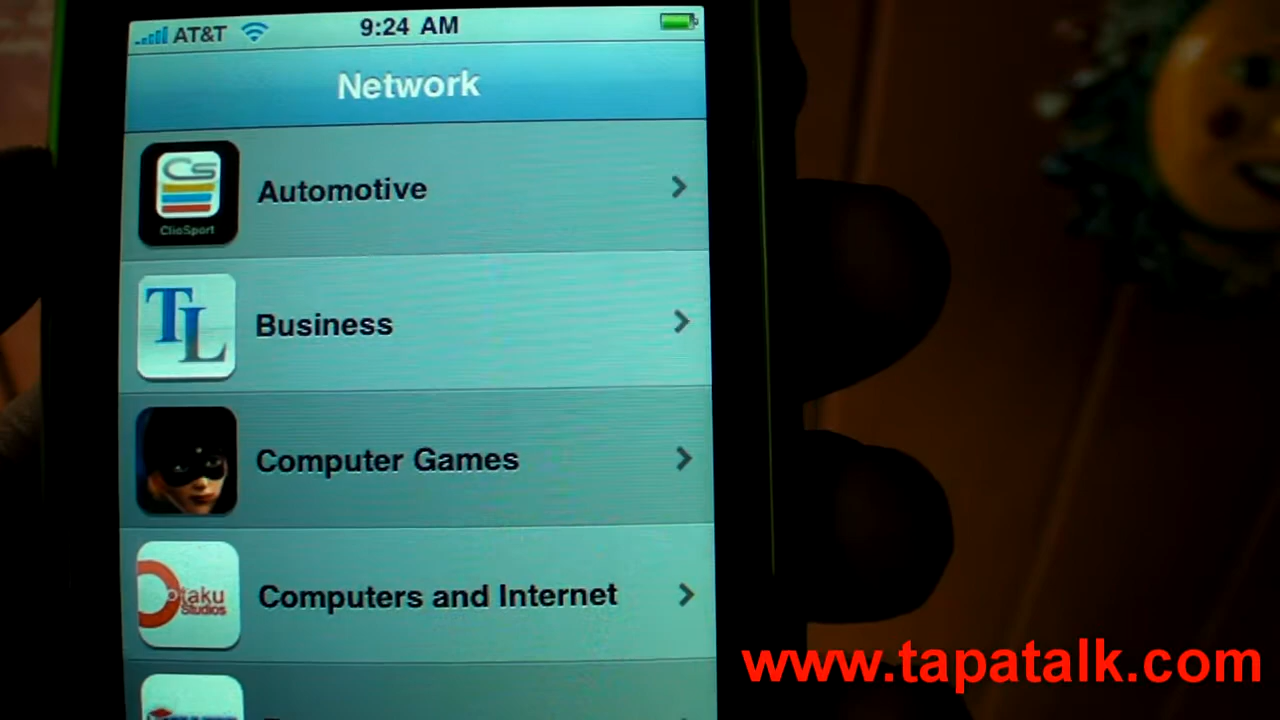 AT&T 9:24 AM
Network
CS
ClioSport
Automotive
TL
Business
Computer Games
Otaku
Studios
Computers and Internet
www.tapatalk.com